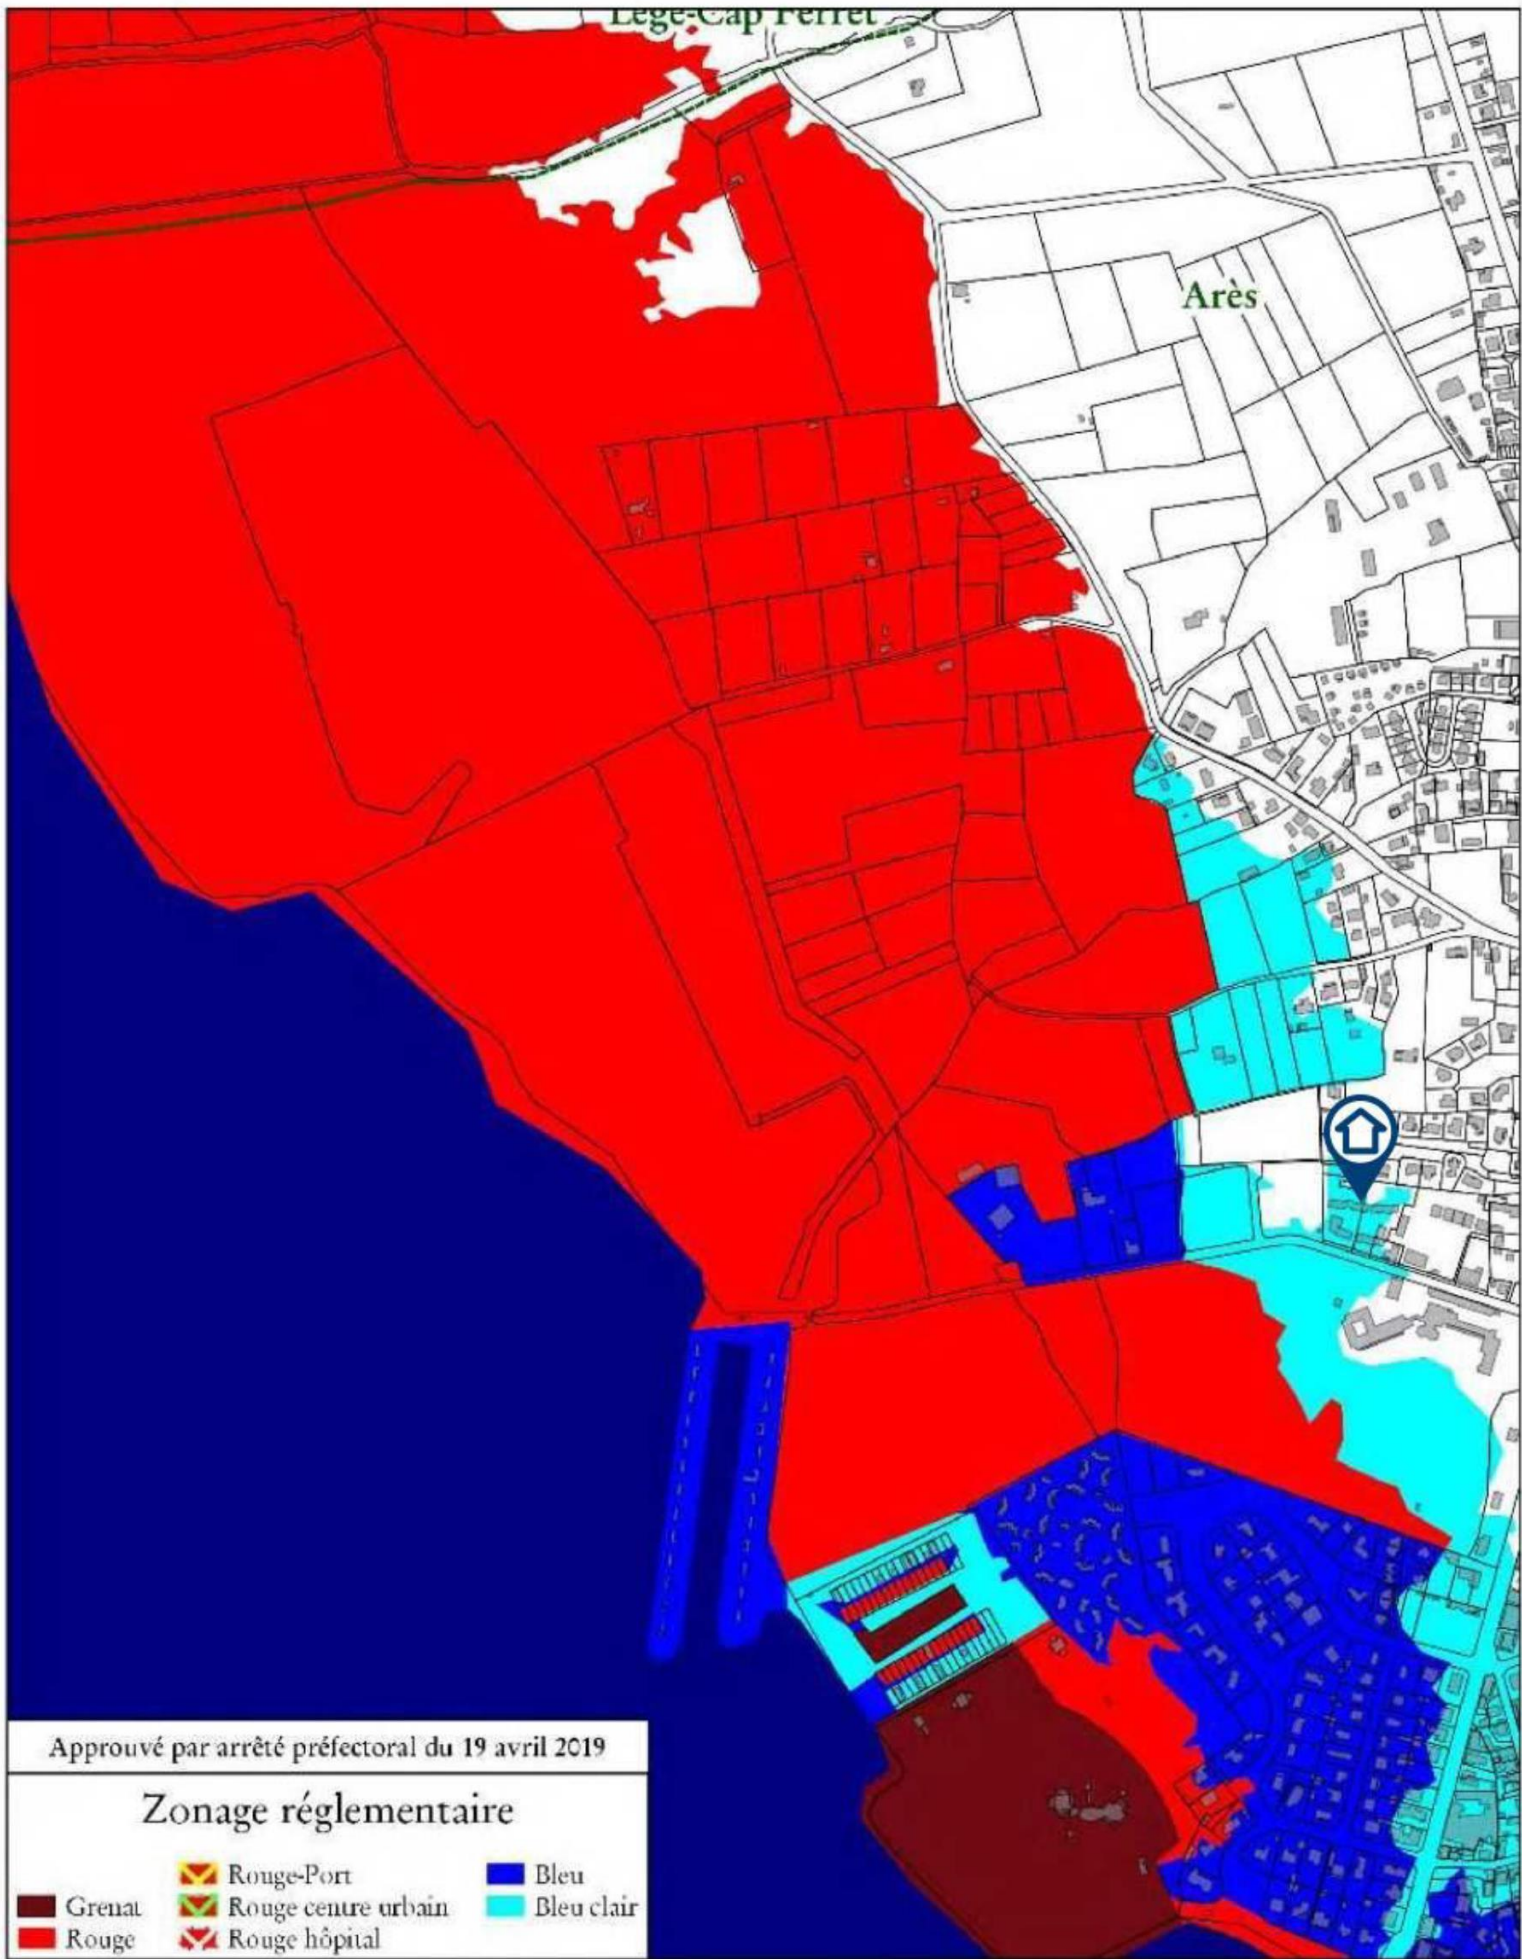 Lège-Cap Ferret
Arès
Approuvé par arrêté préfectoral du 19 avril 2019
Zonage réglementaire
Grenat
Rouge
Rouge-Port
Rouge centre urbain
Rouge hôpital
Bleu
Bleu clair